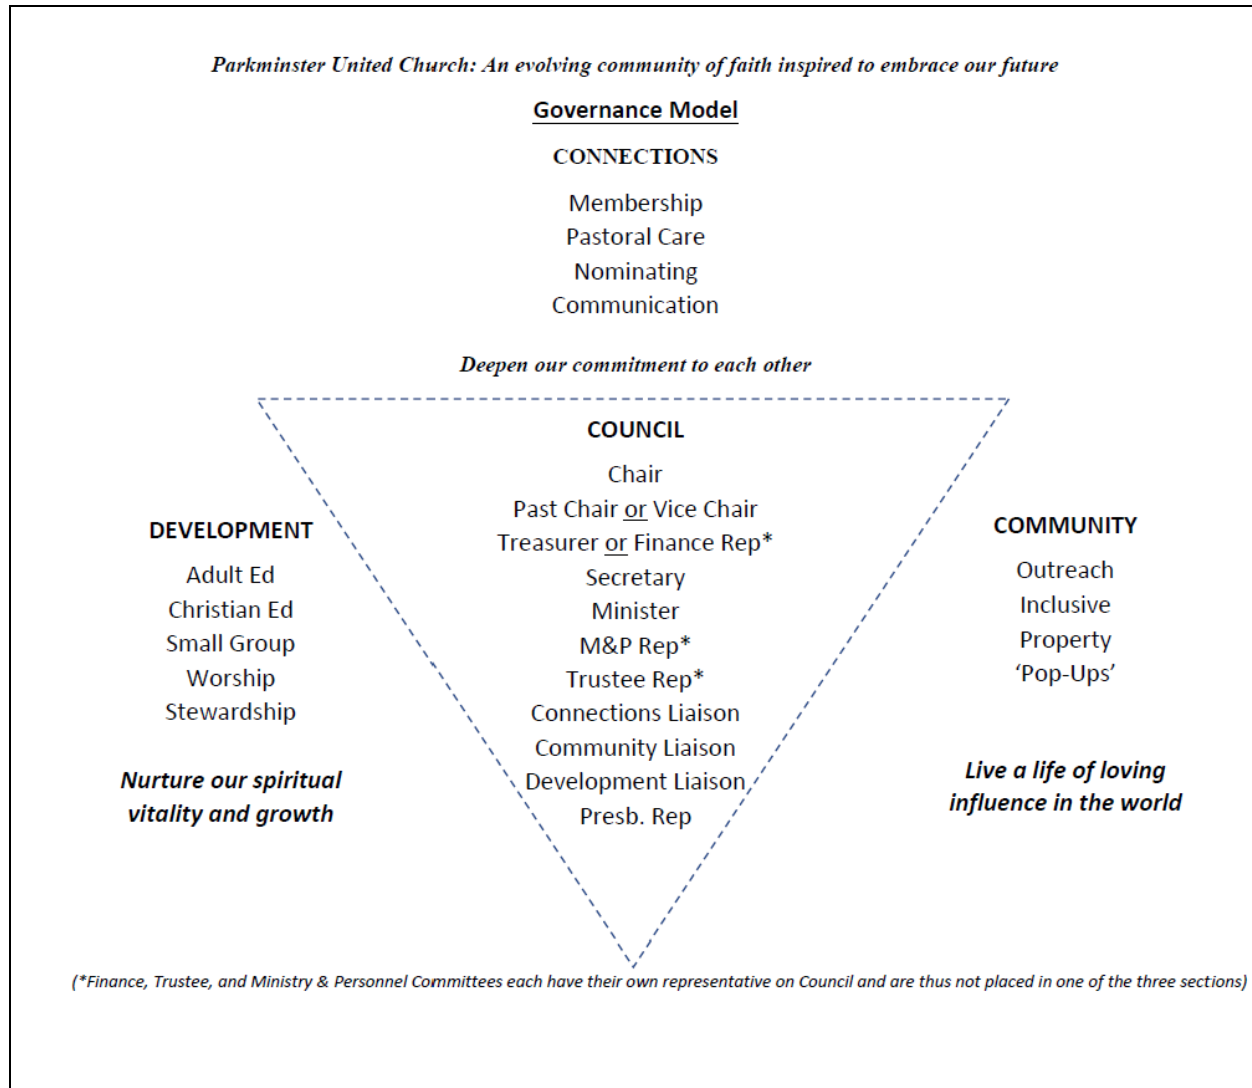 Parkminster United Church: An evolving community of faith inspired to embrace our future
Governance Model
CONNECTIONS
Membership
Pastoral Care
Nominating
Communication
Deepen our commitment to each other
COUNCIL
Chair
Past Chair or Vice Chair
Treasurer or Finance Rep*
Secretary
Minister
M&P Rep*
Trustee Rep*
Connections Liaison
Community Liaison
Development Liaison
Presb. Rep
DEVELOPMENT
Adult Ed
Christian Ed
Small Group
Worship
Stewardship
Nurture our spiritual
vitality and growth
COMMUNITY
Outreach
Inclusive
Property
‘Pop-Ups’
Live a life of loving
influence in the world
(*Finance, Trustee, and Ministry & Personnel Committees each have their own representative on Council and are thus not placed in one of the three sections)